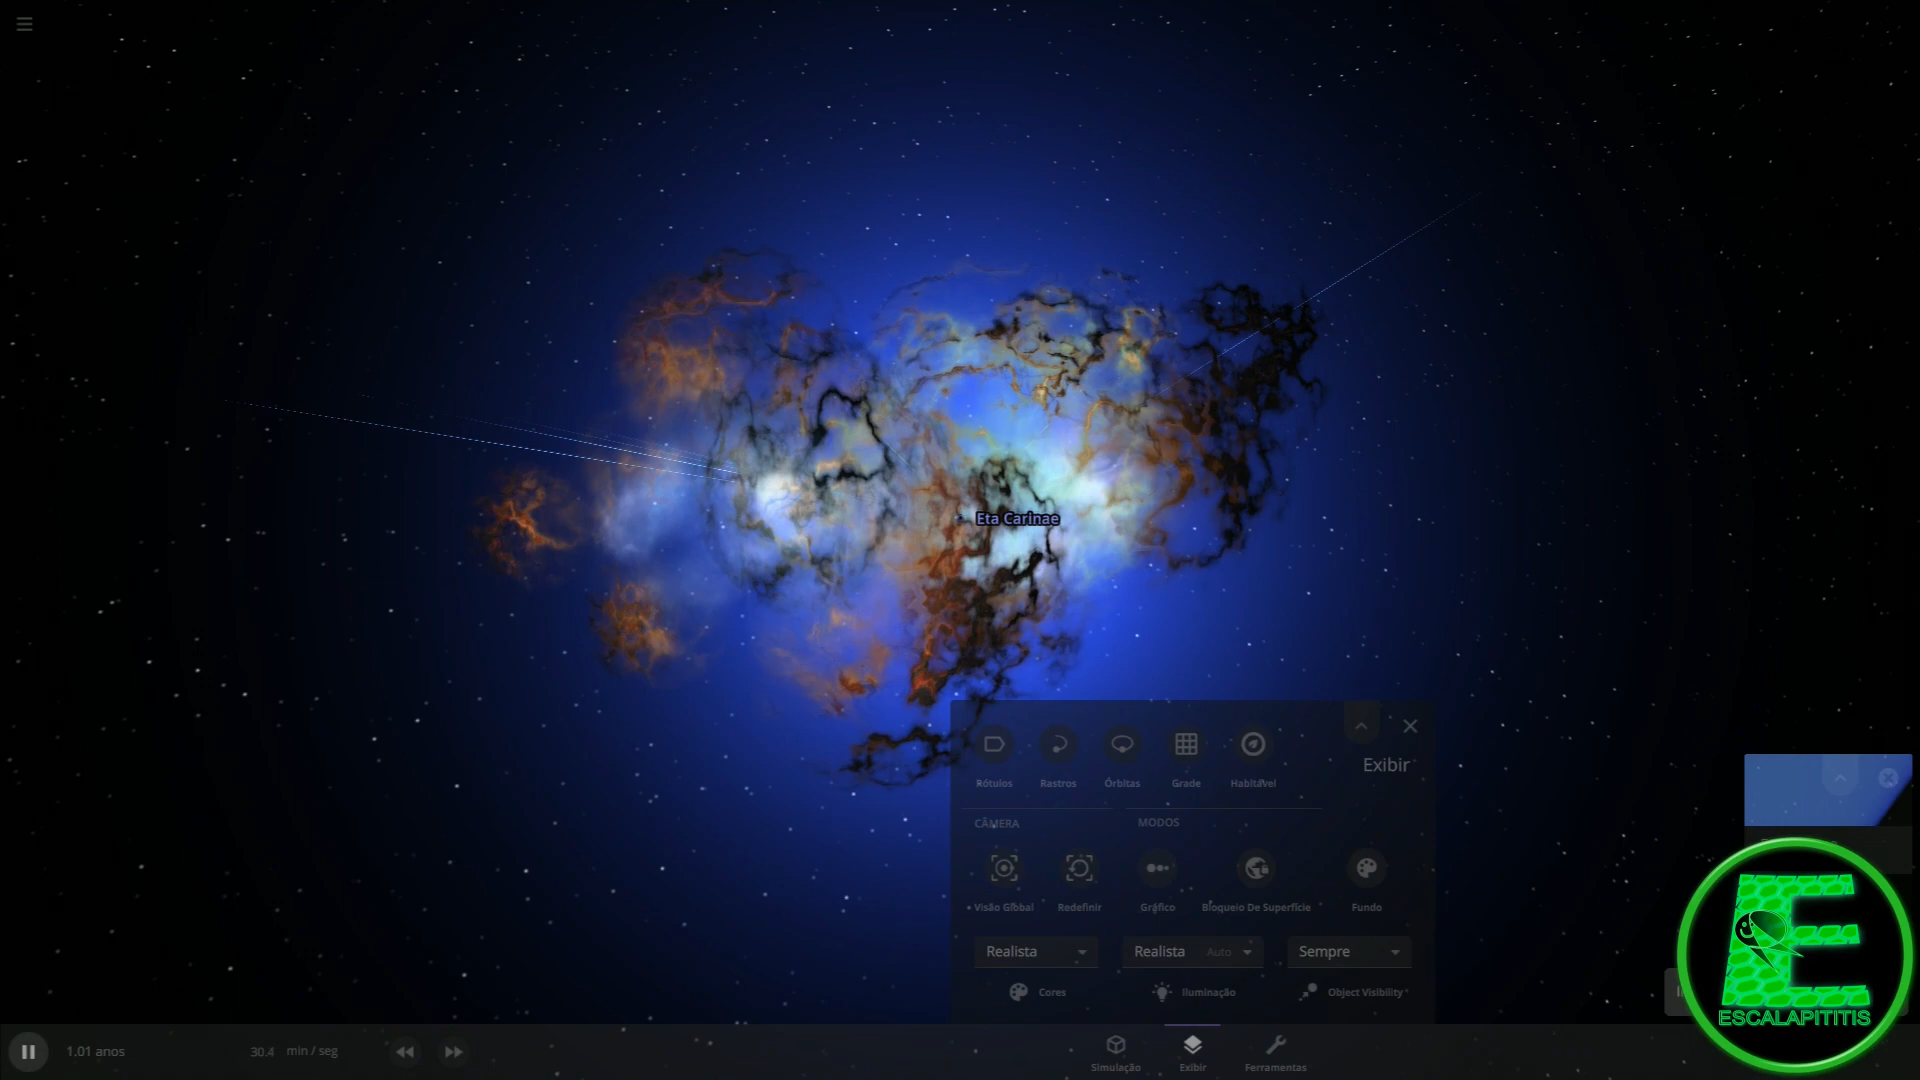 Eta Carinae
Exibir
Rótulos Rastros Órbitas Grade Habitável
CÂMERA MODOS
Visão Global Redefinir Gráfico Bloqueio De Superfície Fundo
Realista Realista Auto Sempre
Cores Iluminação Object Visibility
1,01 anos 30.4 min / seg
Simulação Exibir Ferramentas
E
ESCALAPITITIS